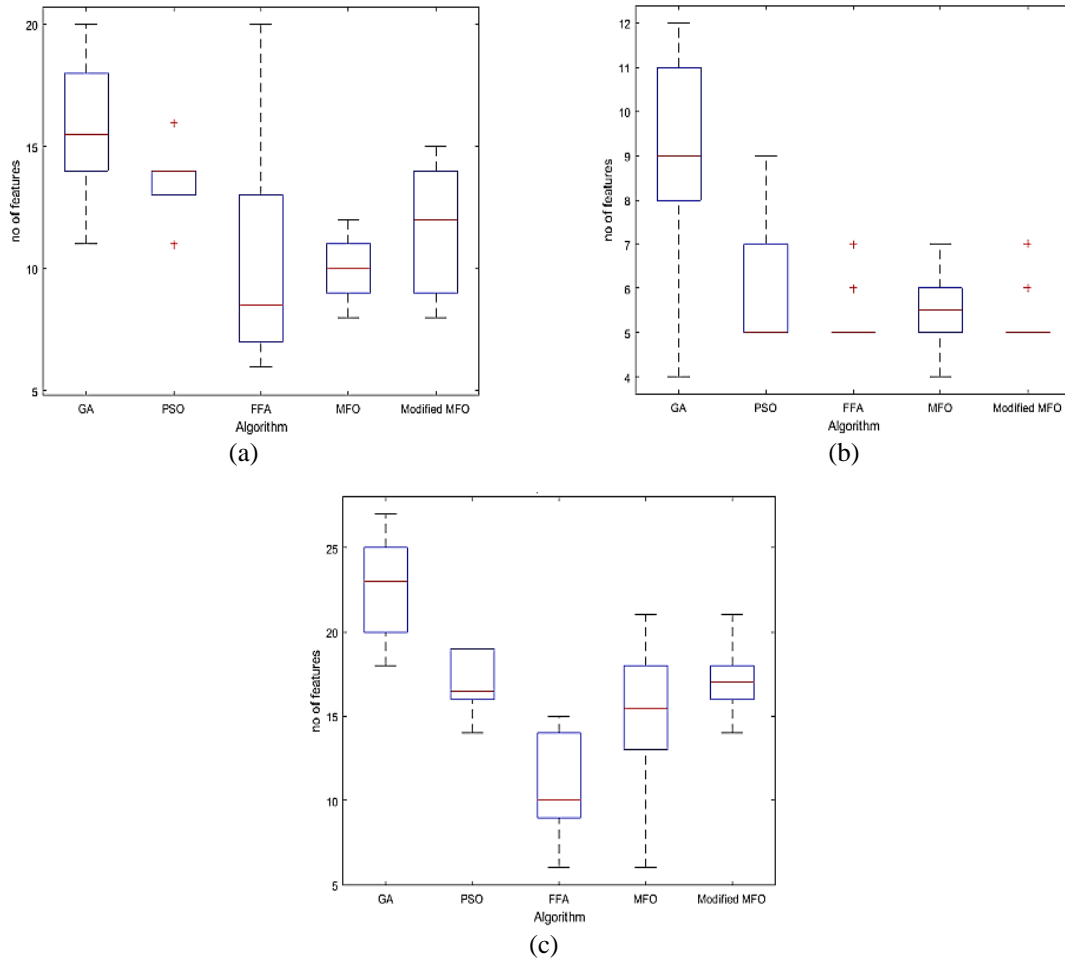 20
15
10
5
no of features
GA PSO FFA MFO Modified MFO
Algorithm
(a)
12
11
10
9
8
7
6
5
4
no of features
GA PSO FFA MFO Modified MFO
Algorithm
(b)
25
20
15
10
5
no of features
GA PSO FFA MFO Modified MFO
Algorithm
(c)